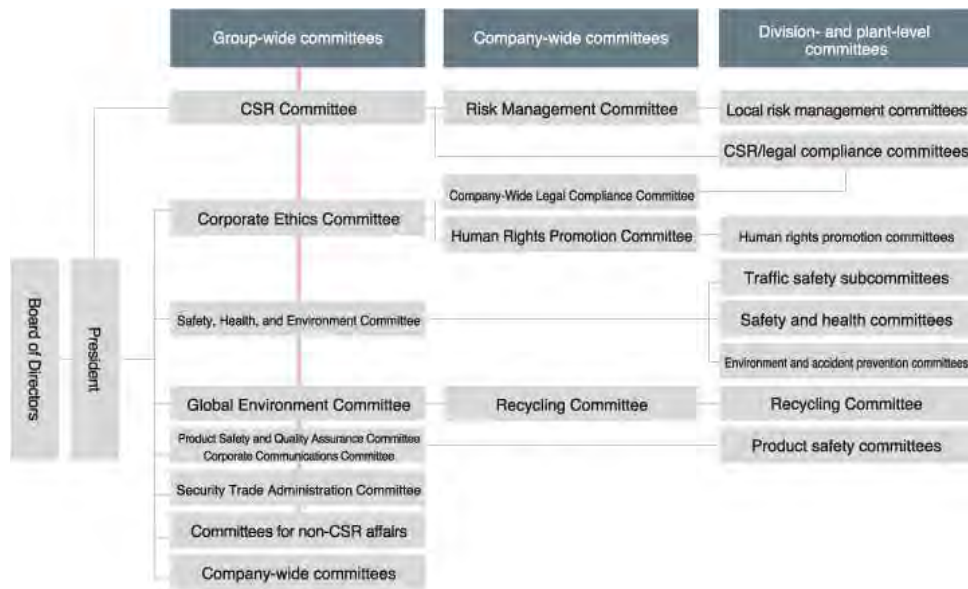 Group-wide committees
Company-wide committees
Division- and plant-level
committees
CSR Committee
Risk Management Committee
Local risk management committees
CSR/legal compliance committees
Company-Wide Legal Compliance Committee
Corporate Ethics Committee
Human Rights Promotion Committee
Human rights promotion committees
Traffic safety subcommittees
Board of Directors
President
Safety, Health, and Environment Committee
Safety and health committees
Environment and accident prevention committees
Global Environment Committee
Recycling Committee
Recycling Committee
Product Safety and Quality Assurance Committee
Corporate Communications Committee
Product safety committees
Security Trade Administration Committee
Committees for non-CSR affairs
Company-wide committees